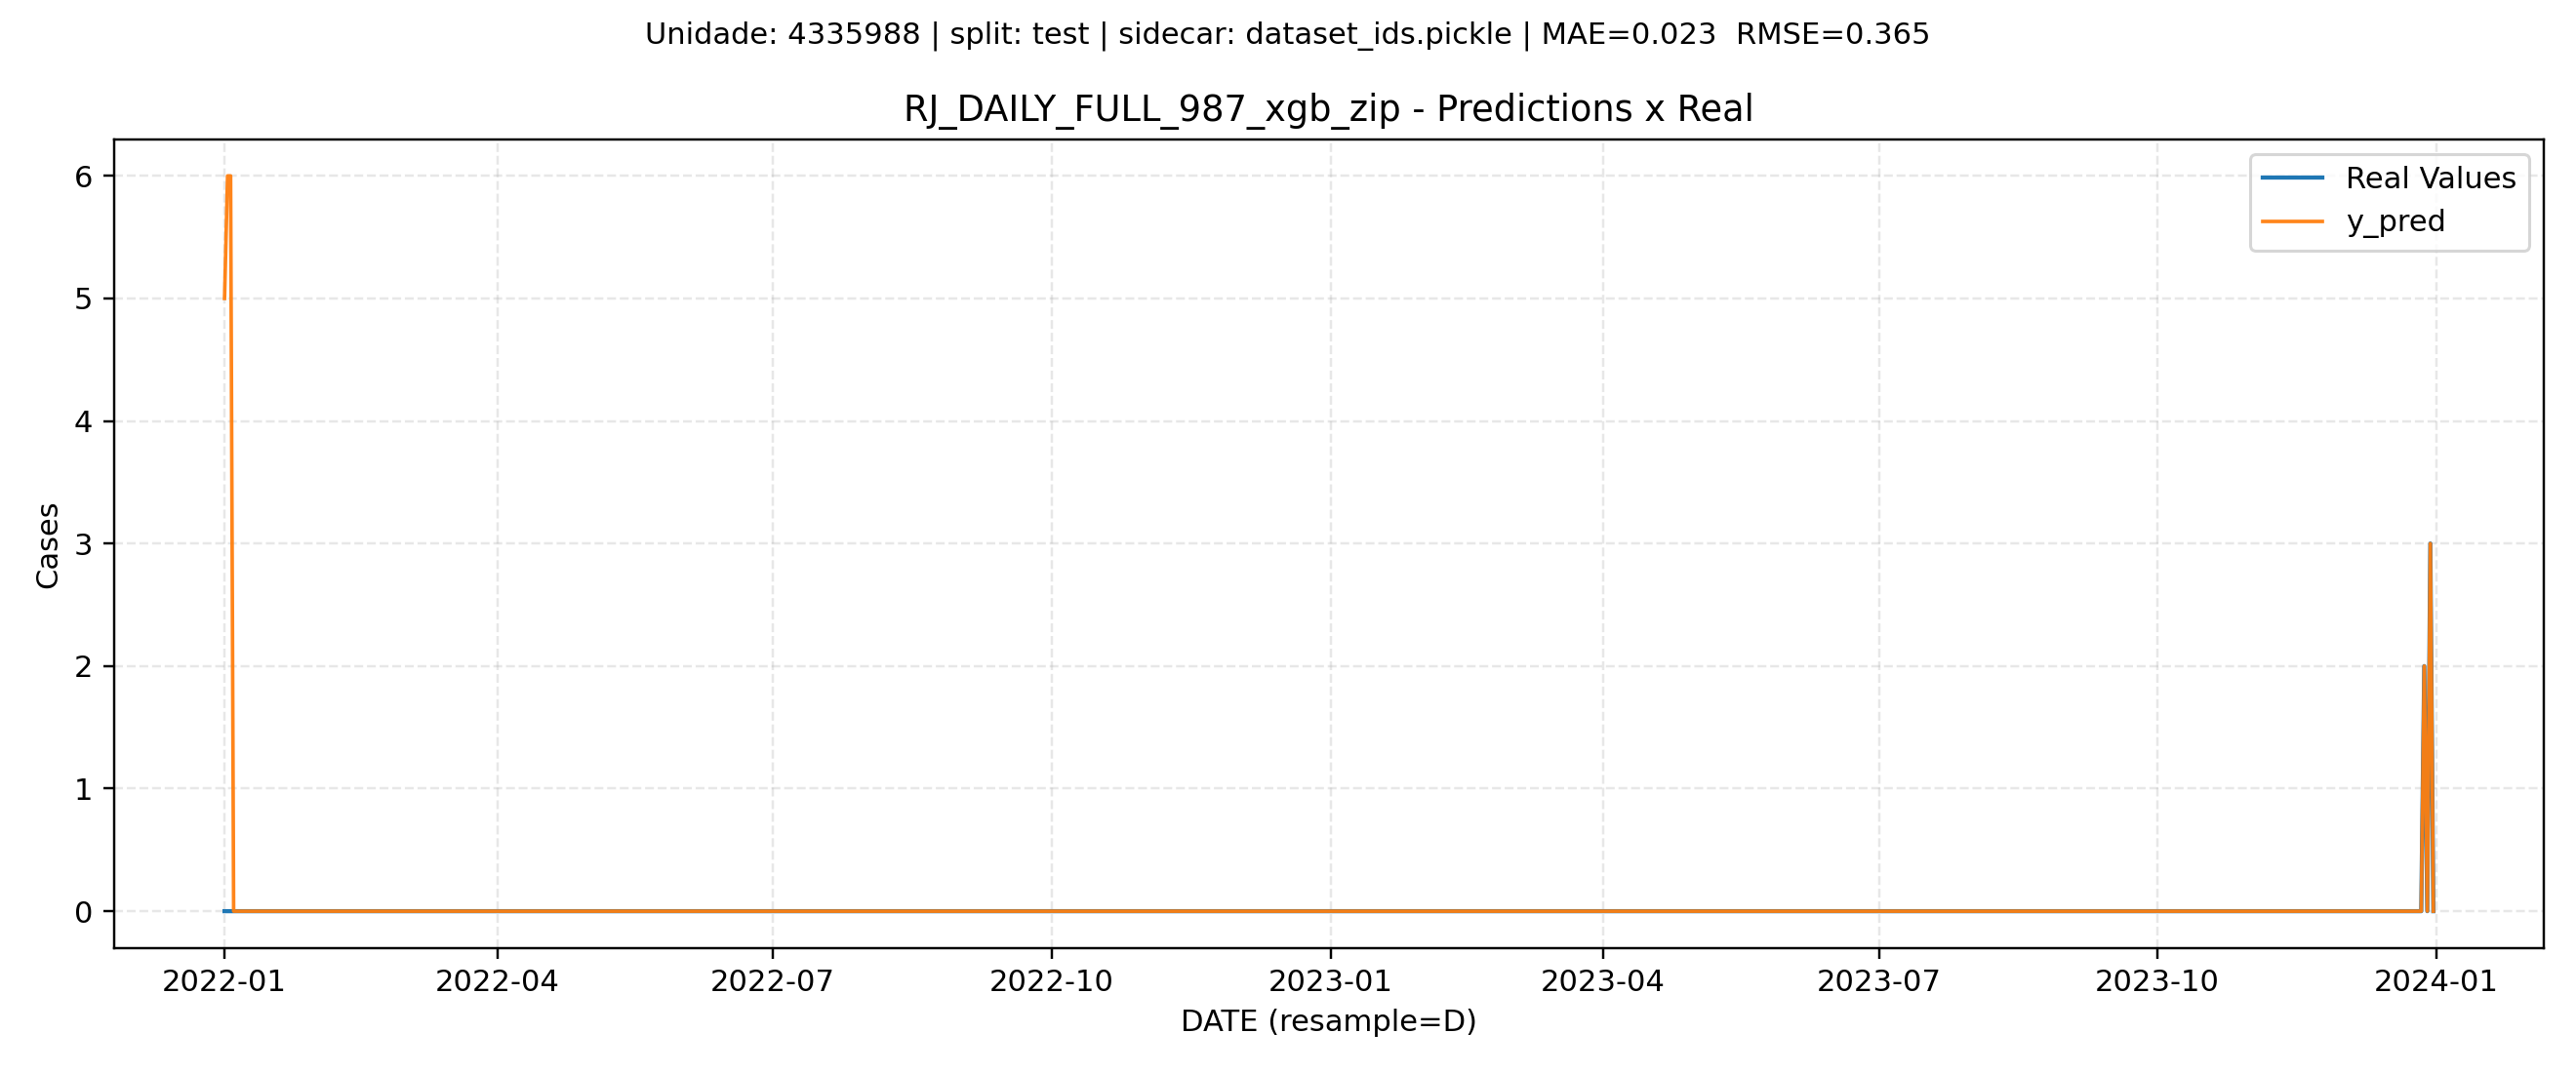 Unidade: 4335988 | split: test | sidecar: dataset_ids.pickle | MAE=0.023  RMSE=0.365
RJ_DAILY_FULL_987_xgb_zip - Predictions x Real
Real Values
y_pred
6
5
4
3
2
1
0
Cases
2022-01 2022-04 2022-07 2022-10 2023-01 2023-04 2023-07 2023-10 2024-01
DATE (resample=D)